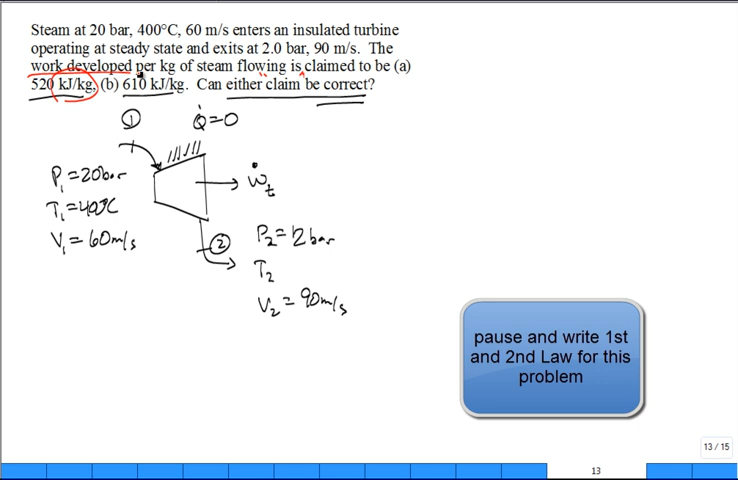 Steam at 20 bar, 400°C, 60 m/s enters an insulated turbine
operating at steady state and exits at 2.0 bar, 90 m/s. The
work developed per kg of steam flowing is claimed to be (a)
520 kJ/kg, (b) 610 kJ/kg. Can either claim be correct?
① Q̇=0
P₁=20bar
T₁=400°C
V₁=60m/s
Ẇₜ
②
P₂=2bar
T₂
V₂=90m/s
pause and write 1st
and 2nd Law for this
problem
13 / 15
13